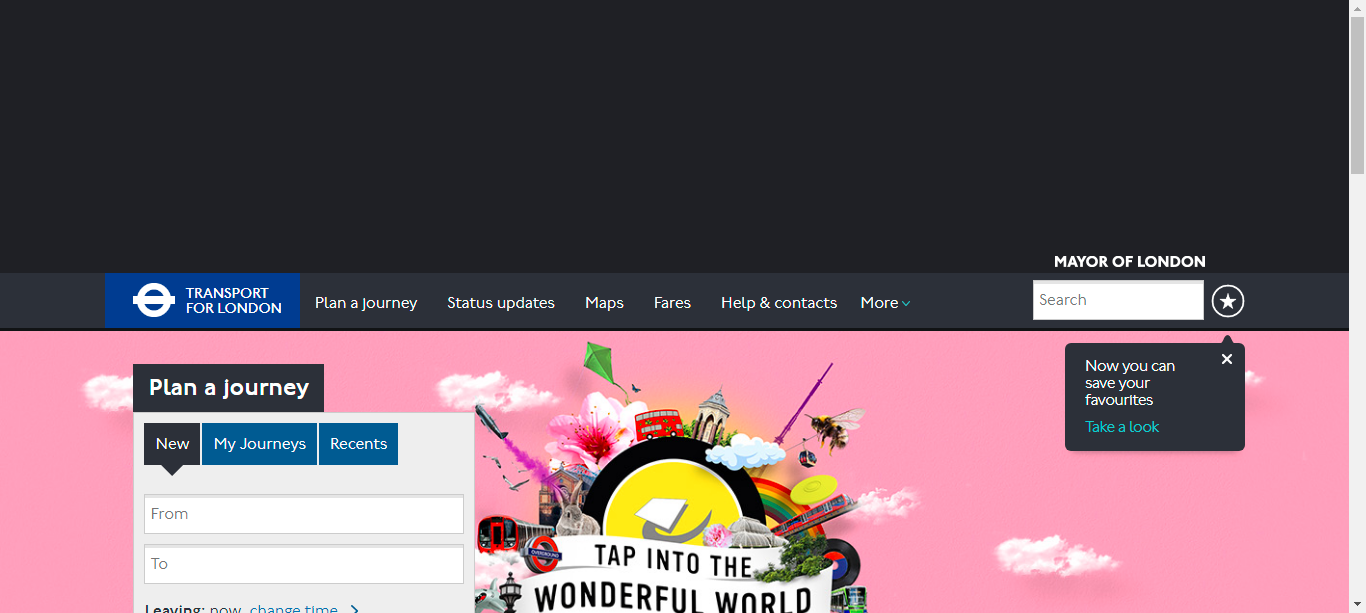 MAYOR OF LONDON
TRANSPORT
FOR LONDON
Plan a journey
Status updates
Maps
Fares
Help & contacts
More
Search
Now you can
save your
favourites
Take a look
Plan a journey
New
My Journeys
Recents
From
To
Leaving: now change time
OVERGROUND
TAP INTO THE
WONDERFUL WORLD